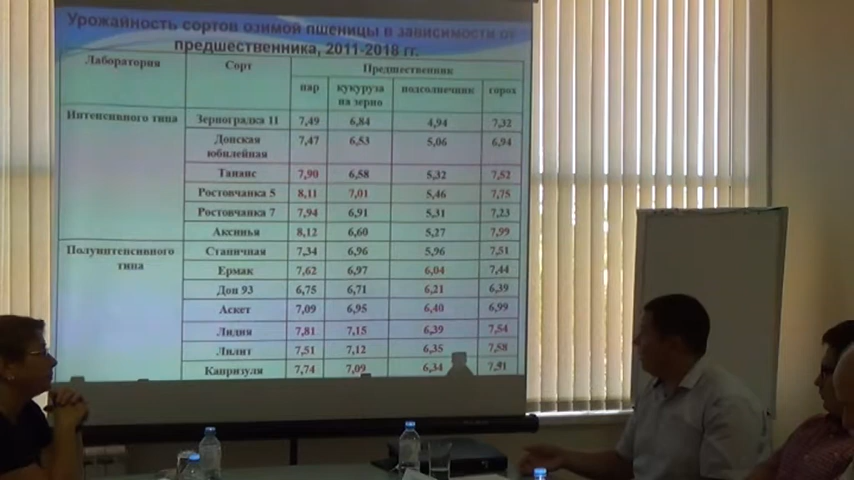 Урожайность сортов озимой пшеницы в зависимости от
предшественника, 2011-2018 гг.
Лаборатория Сорт Предшественник
пар кукуруза на зерно подсолнечник горох
Интенсивного типа Зерноградка 11 7,49 6,84 4,94 7,32
Донская юбилейная 7,47 6,53 5,06 6,94
Танаис 7,90 6,58 5,32 7,52
Ростовчанка 5 8,11 7,01 5,46 7,75
Ростовчанка 7 7,94 6,91 5,31 7,23
Аксинья 8,12 6,60 5,27 7,99
Полуинтенсивного типа Станичная 7,34 6,96 5,96 7,51
Ермак 7,62 6,97 6,04 7,44
Дон 93 6,75 6,71 6,21 6,39
Аскет 7,09 6,95 6,40 6,99
Лидия 7,81 7,15 6,39 7,54
Лилит 7,51 7,12 6,35 7,58
Капризуля 7,74 7,09 6,34 7,91